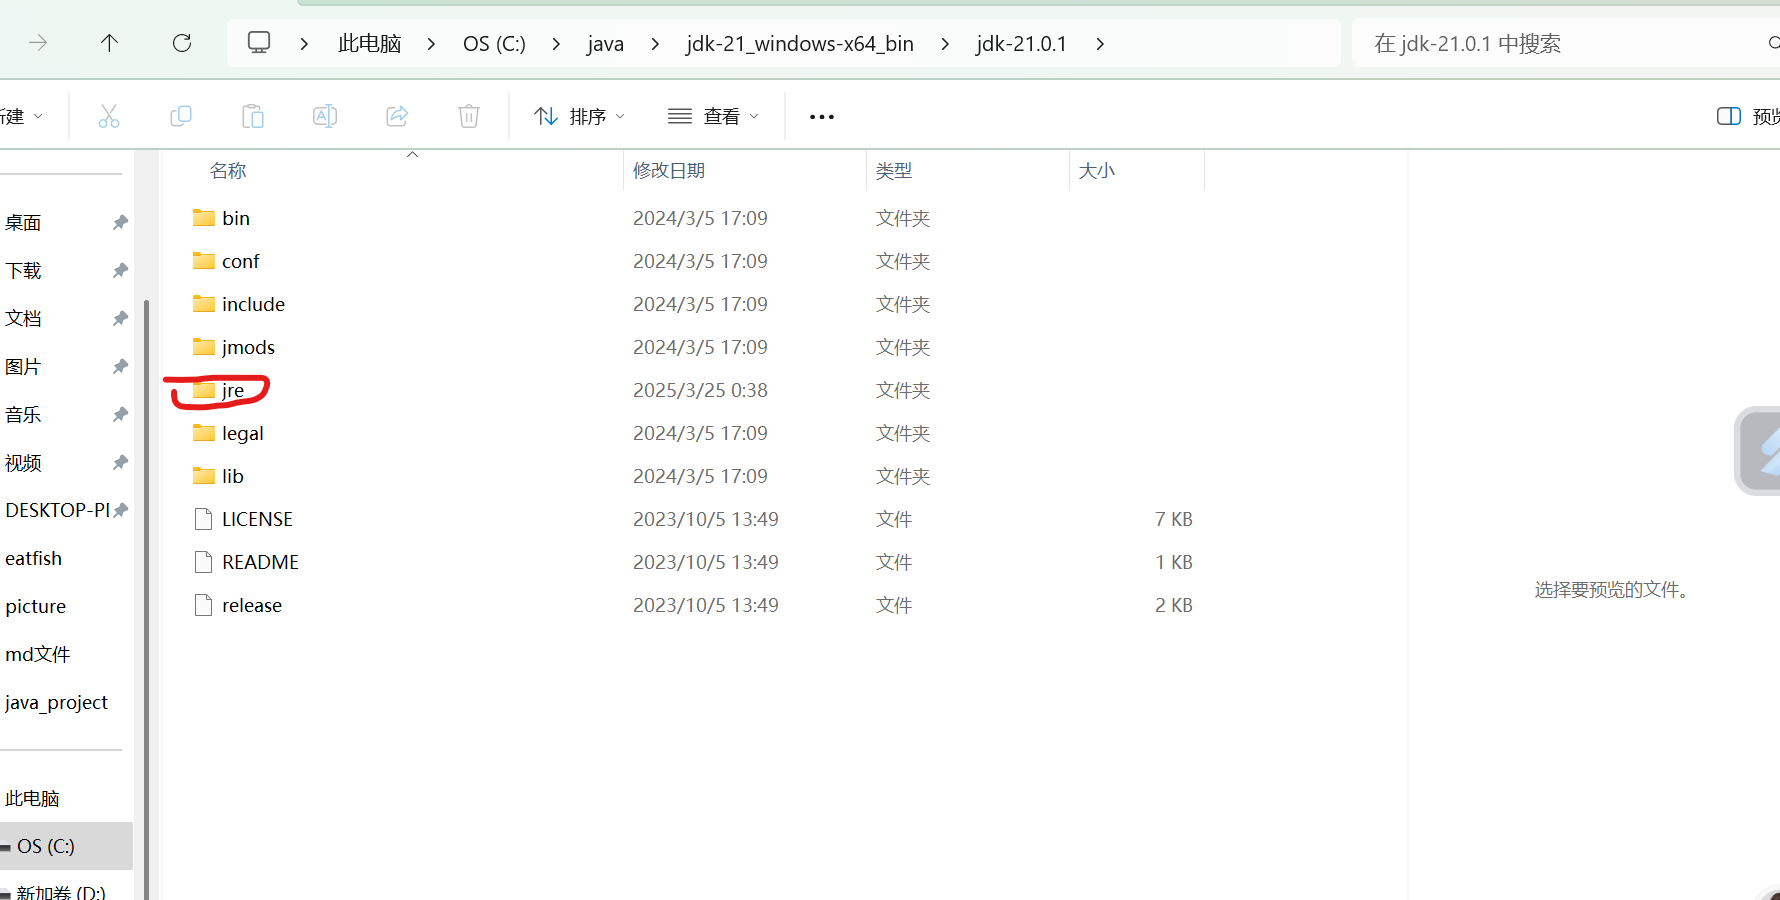 此电脑 OS (C:) java jdk-21_windows-x64_bin jdk-21.0.1 在 jdk-21.0.1 中搜索
建 排序 查看 ••• 预览
名称 修改日期 类型 大小
bin 2024/3/5 17:09 文件夹
conf 2024/3/5 17:09 文件夹
include 2024/3/5 17:09 文件夹
jmods 2024/3/5 17:09 文件夹
jre 2025/3/25 0:38 文件夹
legal 2024/3/5 17:09 文件夹
lib 2024/3/5 17:09 文件夹
LICENSE 2023/10/5 13:49 文件 7 KB
README 2023/10/5 13:49 文件 1 KB
release 2023/10/5 13:49 文件 2 KB
桌面
下载
文档
图片
音乐
视频
DESKTOP-PI
eatfish
picture
md文件
java_project
此电脑
OS (C:)
新加卷 (D:)
选择要预览的文件。